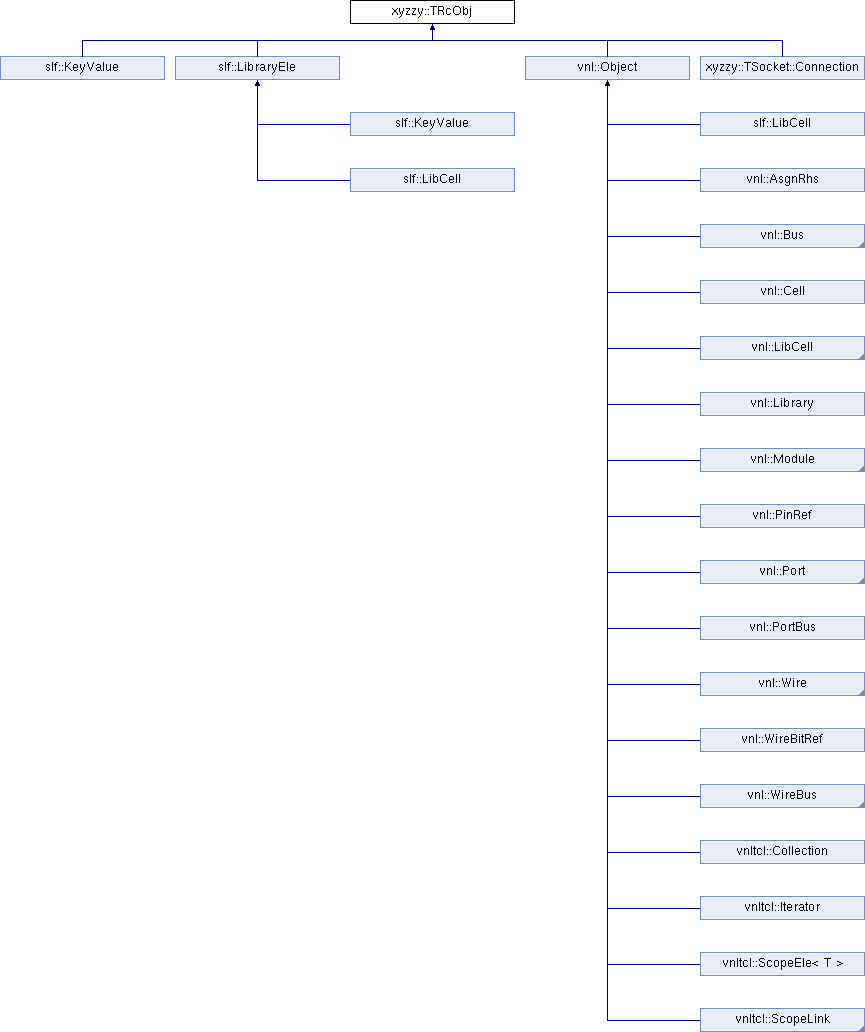 xyzzy::TRcObj
slf::KeyValue
slf::LibraryEle
vnl::Object
xyzzy::TSocket::Connection
slf::KeyValue
slf::LibCell
slf::LibCell
vnl::AsgnRhs
vnl::Bus
vnl::Cell
vnl::LibCell
vnl::Library
vnl::Module
vnl::PinRef
vnl::Port
vnl::PortBus
vnl::Wire
vnl::WireBitRef
vnl::WireBus
vnltcl::Collection
vnltcl::Iterator
vnltcl::ScopeEle< T >
vnltcl::ScopeLink